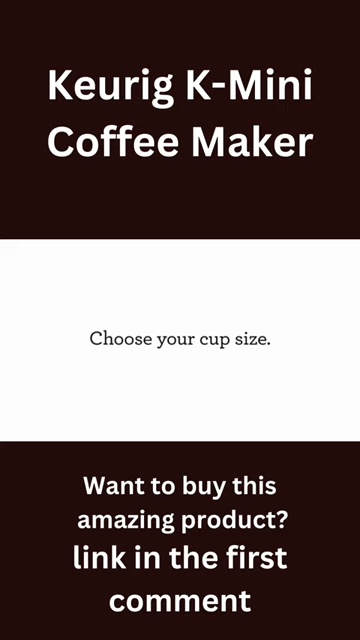 Keurig K-Mini
Coffee Maker
Choose your cup size.
Want to buy this
amazing product?
link in the first
comment